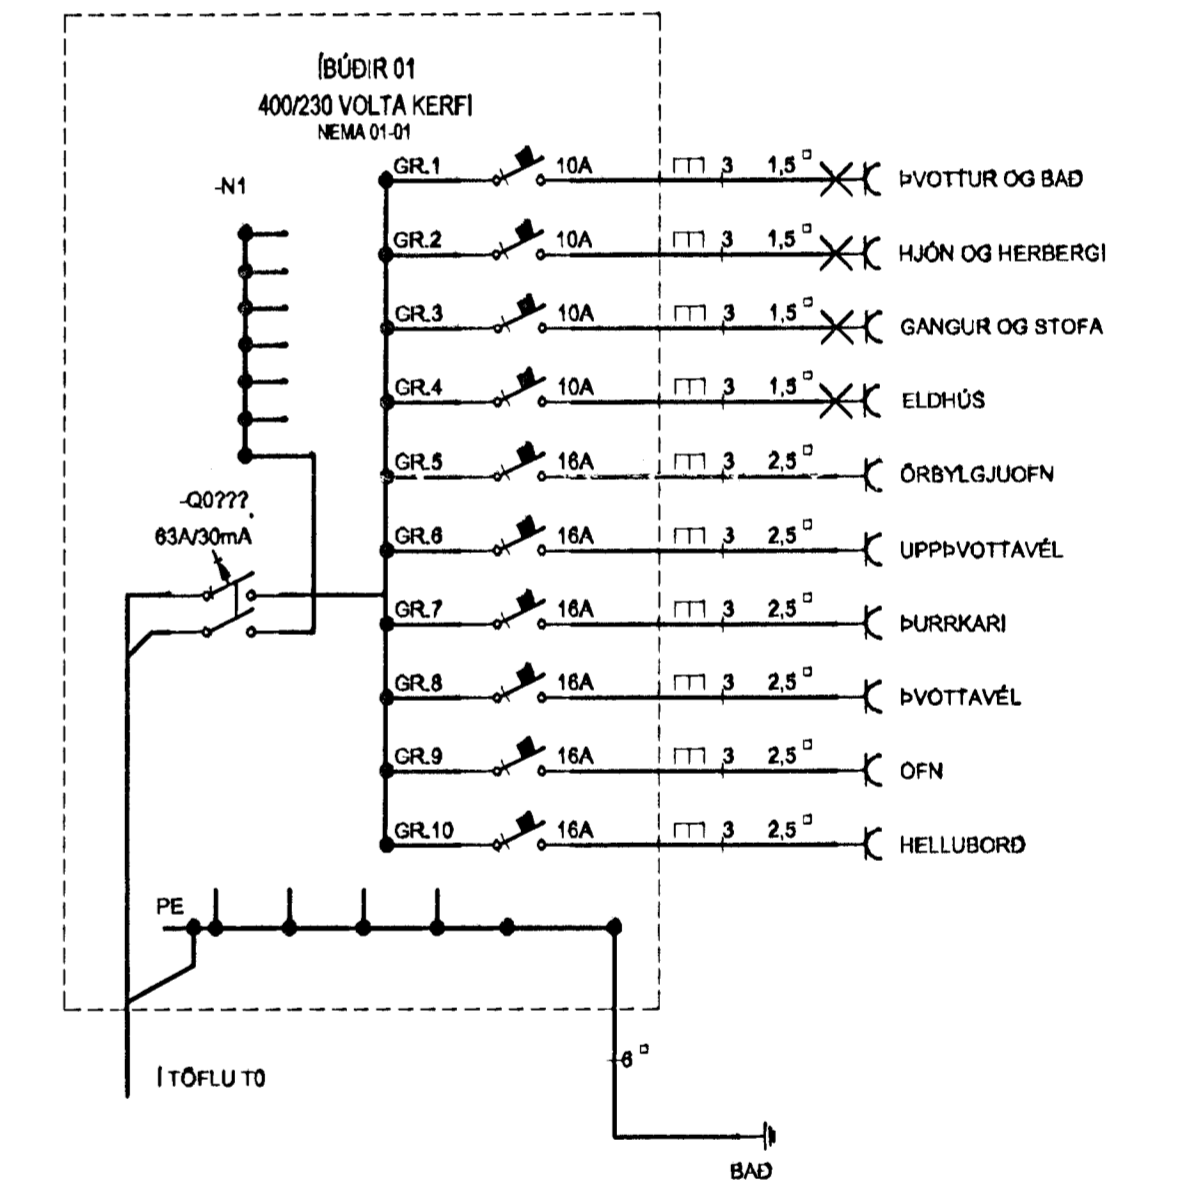 ÍBÚÐIR 01
400/230 VOLTA KERFI
NEMA 01-01
-N1
GR.1 10A 3 1,5 ÞVOTTUR OG BAÐ
GR.2 10A 3 1,5 HJÓN OG HERBERGI
GR.3 10A 3 1,5 GANGUR OG STOFA
GR.4 10A 3 1,5 ELDHÚS
GR.5 16A 3 2,5 ÖRBYLGJUOFN
GR.6 16A 3 2,5 UPPÞVOTTAVÉL
GR.7 16A 3 2,5 ÞURRKARI
GR.8 16A 3 2,5 ÞVOTTAVÉL
GR.9 16A 3 2,5 OFN
GR.10 16A 3 2,5 HELLUBORÐ
-Q0???
63A/30mA
PE
Í TÖFLU T0
6
BAÐ